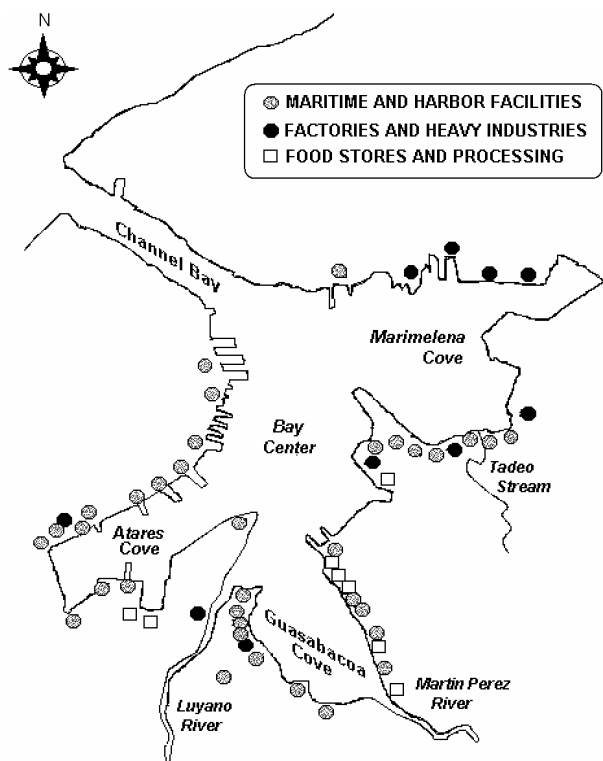 N
MARITIME AND HARBOR FACILITIES
FACTORIES AND HEAVY INDUSTRIES
FOOD STORES AND PROCESSING
Channel Bay
Marimelena
Cove
Bay
Center
Tadeo
Stream
Atares
Cove
Guasabacoa
Cove
Martin Perez
River
Luyano
River